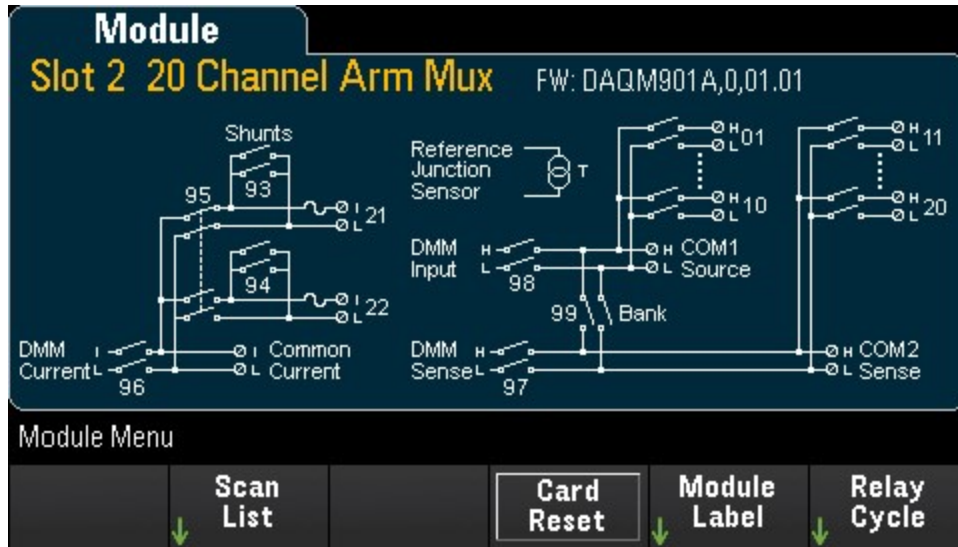 Module
Slot 2 20 Channel Arm Mux FW: DAQM901A,0,01.01
Shunts
93
95
I
L 21
94
I
L 22
DMM I
Current L
96
I Common
L Current
Reference
Junction
Sensor
T
H
L 01
H
L 10
H
L 11
H
L 20
DMM H
Input L
98
H COM1
L Source
99 Bank
DMM H
Sense L
97
H COM2
L Sense
Module Menu
Scan
List
Card
Reset
Module
Label
Relay
Cycle